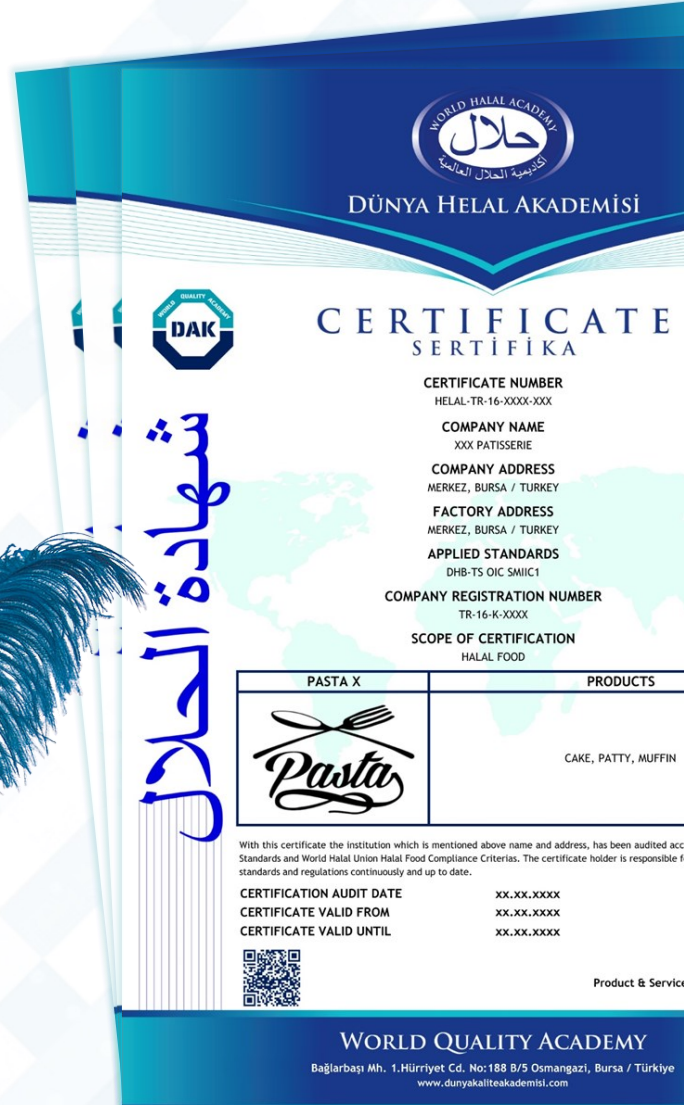 WORLD HALAL ACADEMY
حلال
أكاديمية الحلال العالمية
DÜNYA HELAL AKADEMİSİ
WORLD QUALITY ACADEMY
DAK
CERTIFICATE
SERTİFİKA
شهادة الحلال
CERTIFICATE NUMBER
HELAL-TR-16-XXXX-XXX
COMPANY NAME
XXX PATISSERIE
COMPANY ADDRESS
MERKEZ, BURSA / TURKEY
FACTORY ADDRESS
MERKEZ, BURSA / TURKEY
APPLIED STANDARDS
DHB-TS OIC SMIIC1
COMPANY REGISTRATION NUMBER
TR-16-K-XXXX
SCOPE OF CERTIFICATION
HALAL FOOD
PASTA X PRODUCTS
Pasta
CAKE, PATTY, MUFFIN
With this certificate the institution which is mentioned above name and address, has been audited acc
Standards and World Halal Union Halal Food Compliance Criterias. The certificate holder is responsible f
standards and regulations continuously and up to date.
CERTIFICATION AUDIT DATE xx.xx.xxxx
CERTIFICATE VALID FROM xx.xx.xxxx
CERTIFICATE VALID UNTIL xx.xx.xxxx
Product & Service
WORLD QUALITY ACADEMY
Bağlarbaşı Mh. 1.Hürriyet Cd. No:188 B/5 Osmangazi, Bursa / Türkiye
www.dunyakaliteakademisi.com